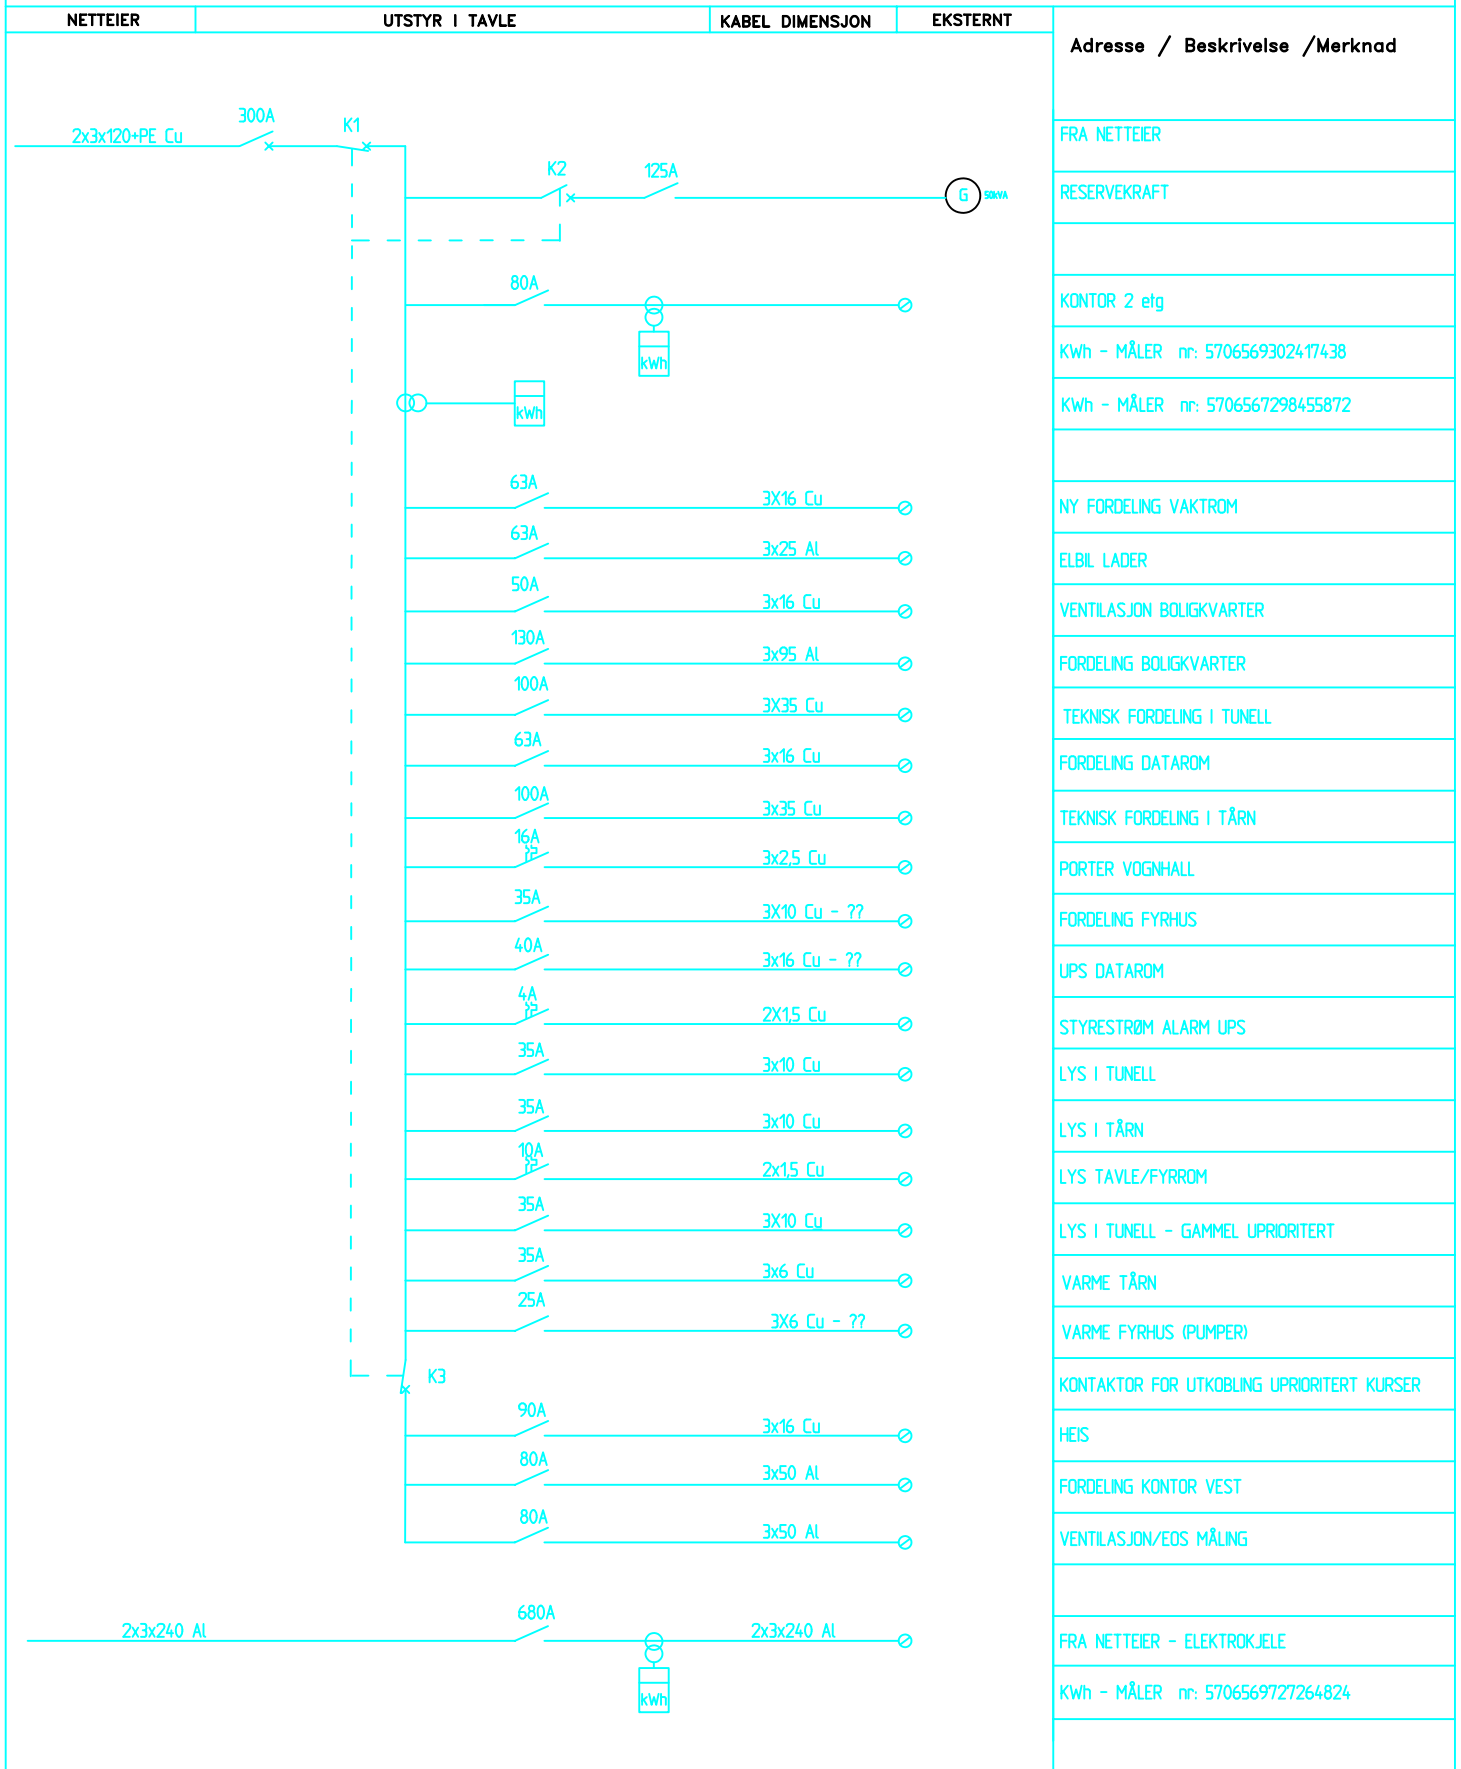 NETTEIER UTSTYR I TAVLE KABEL DIMENSJON EKSTERNT
Adresse / Beskrivelse /Merknad
2x3x120+PE Cu 300A K1 FRA NETTEIER
K2 125A G 50kVA RESERVEKRAFT
80A KONTOR 2 etg
kWh KWh - MÅLER nr: 5706569302417438
kWh KWh - MÅLER nr: 5706567298455872
63A 3X16 Cu NY FORDELING VAKTROM
63A 3x25 Al ELBIL LADER
50A 3x16 Cu VENTILASJON BOLIGKVARTER
130A 3x95 Al FORDELING BOLIGKVARTER
100A 3X35 Cu TEKNISK FORDELING I TUNELL
63A 3x16 Cu FORDELING DATAROM
100A 3x35 Cu TEKNISK FORDELING I TÅRN
16A 3x2,5 Cu PORTER VOGNHALL
35A 3X10 Cu - ?? FORDELING FYRHUS
40A 3x16 Cu - ?? UPS DATAROM
4A 2X1,5 Cu STYRESTRØM ALARM UPS
35A 3x10 Cu LYS I TUNELL
35A 3x10 Cu LYS I TÅRN
10A 2x1,5 Cu LYS TAVLE/FYRROM
35A 3X10 Cu LYS I TUNELL - GAMMEL UPRIORITERT
35A 3x6 Cu VARME TÅRN
25A 3X6 Cu - ?? VARME FYRHUS (PUMPER)
K3 KONTAKTOR FOR UTKOBLING UPRIORITERT KURSER
90A 3x16 Cu HEIS
80A 3x50 Al FORDELING KONTOR VEST
80A 3x50 Al VENTILASJON/EOS MÅLING
2x3x240 Al 680A 2x3x240 Al FRA NETTEIER - ELEKTROKJELE
kWh KWh - MÅLER nr: 5706569727264824